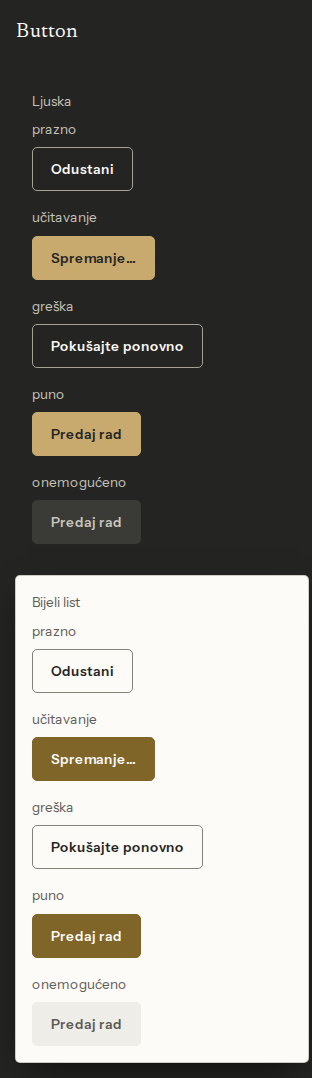 Button
Ljuska
prazno
Odustani
učitavanje
Spremanje...
greška
Pokušajte ponovno
puno
Predaj rad
onemogućeno
Predaj rad
Bijeli list
prazno
Odustani
učitavanje
Spremanje...
greška
Pokušajte ponovno
puno
Predaj rad
onemogućeno
Predaj rad